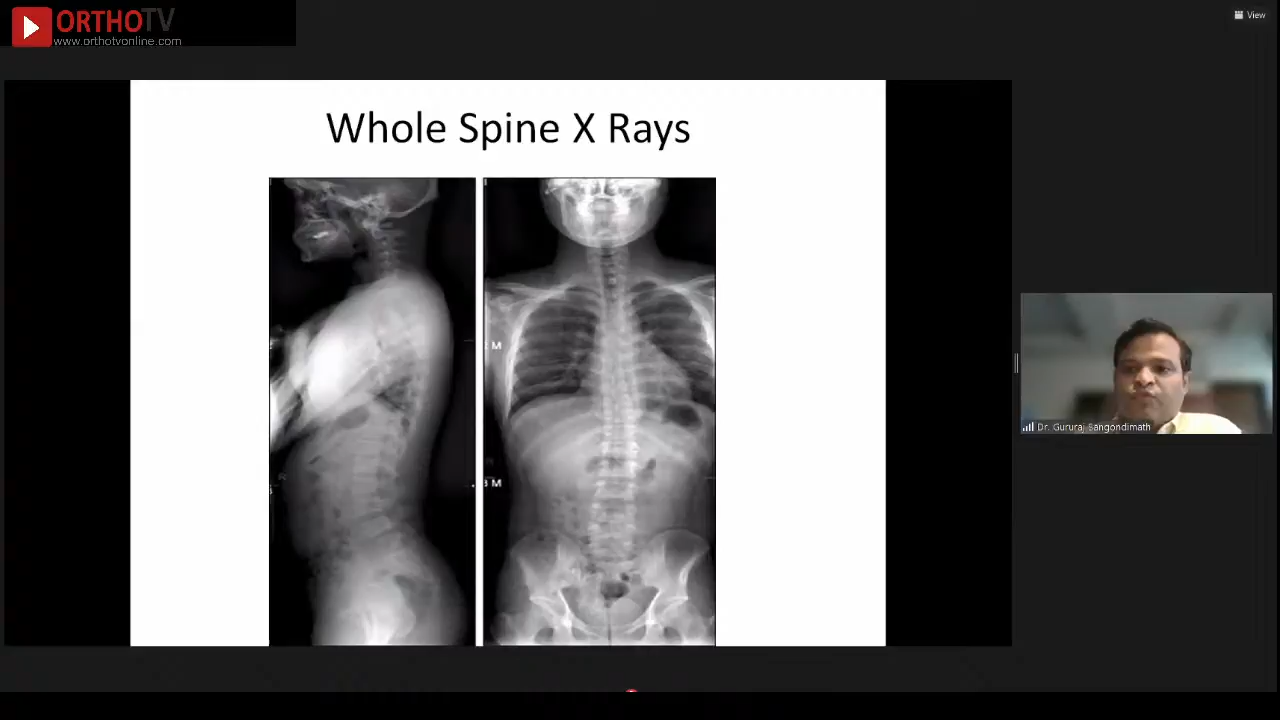 ORTHOTV
www.orthotvonline.com
View
Whole Spine X Rays
M
M
Dr. Gururaj Sangondimath